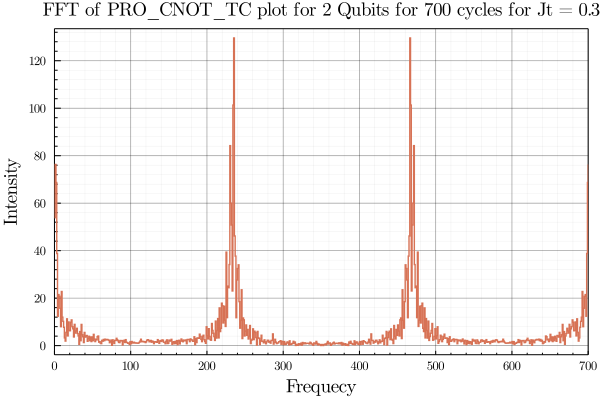 FFT of PRO_CNOT_TC plot for 2 Qubits for 700 cycles for Jt = 0.3
Intensity
120
100
80
60
40
20
0
0 100 200 300 400 500 600 700
Frequecy